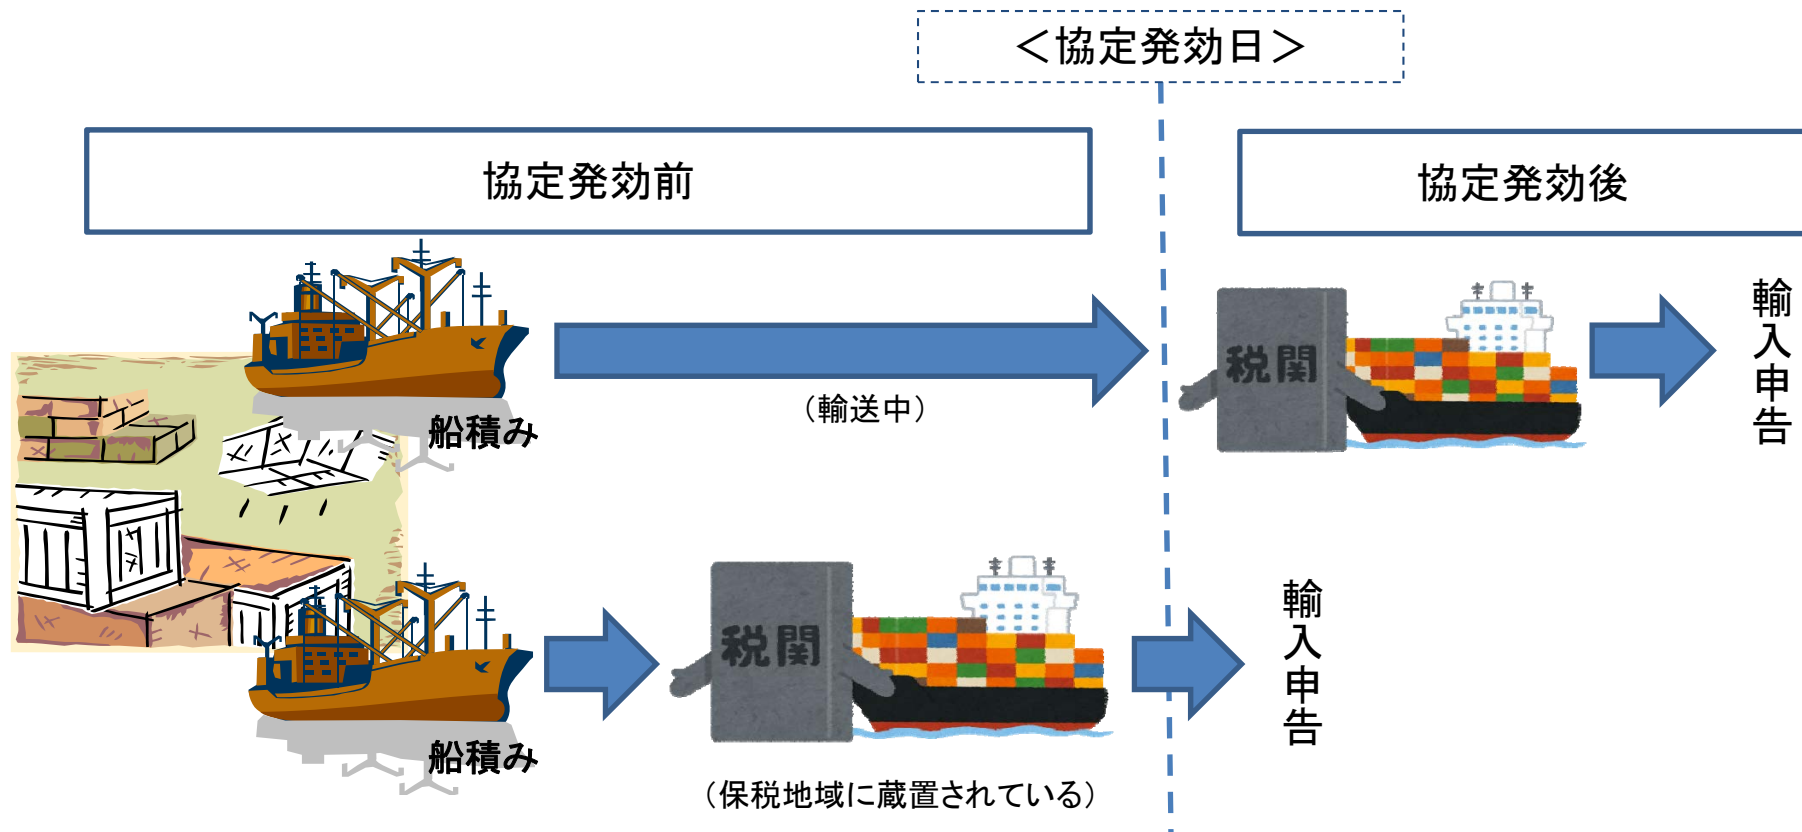 ＜協定発効日＞
協定発効前
協定発効後
税関
輸入申告
（輸送中）
船積み
税関
輸入申告
船積み
（保税地域に蔵置されている）